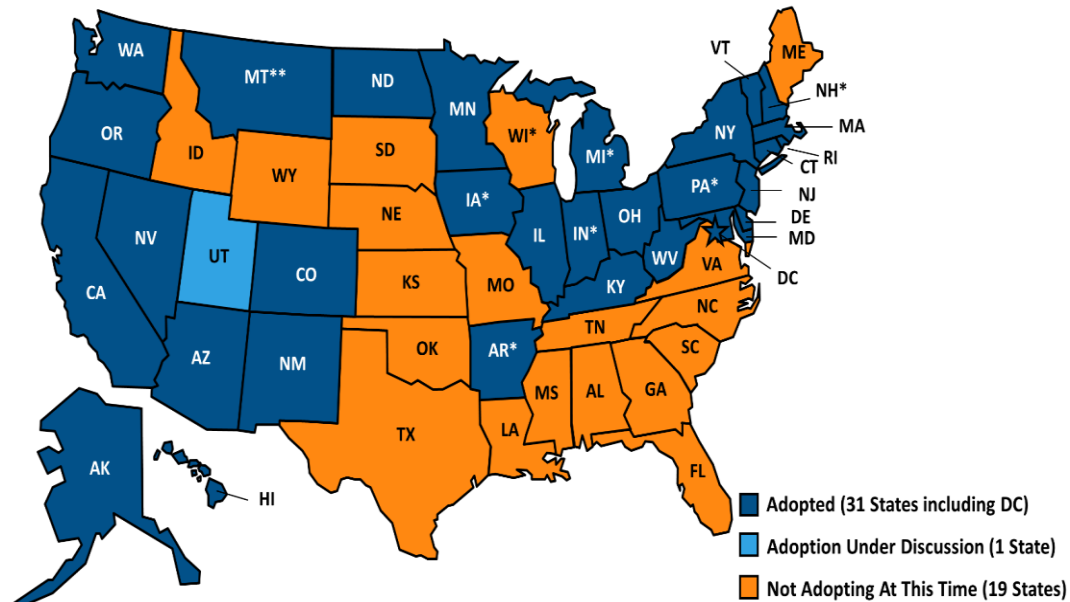 WA
MT**
ND
MN
VT
ME
NH*
MA
RI
CT
NJ
DE
MD
DC
OR
ID
WY
SD
WI*
MI*
NY
PA*
IA*
NE
NV
UT
CO
CA
KS
MO
IL
IN*
OH
WV
VA
KY
NC
TN
SC
AZ
NM
OK
AR*
MS
AL
GA
LA
TX
FL
AK
HI
Adopted (31 States including DC)
Adoption Under Discussion (1 State)
Not Adopting At This Time (19 States)